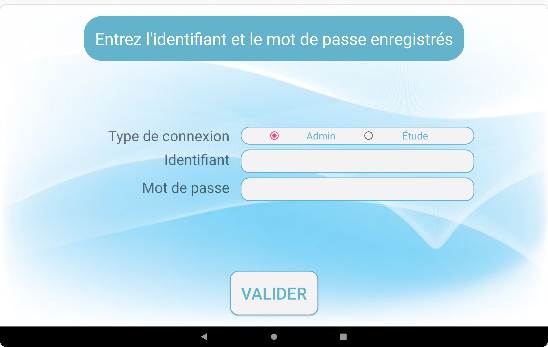 Entrez l'identifiant et le mot de passe enregistrés
Type de connexion Admin Étude
Identifiant
Mot de passe
VALIDER